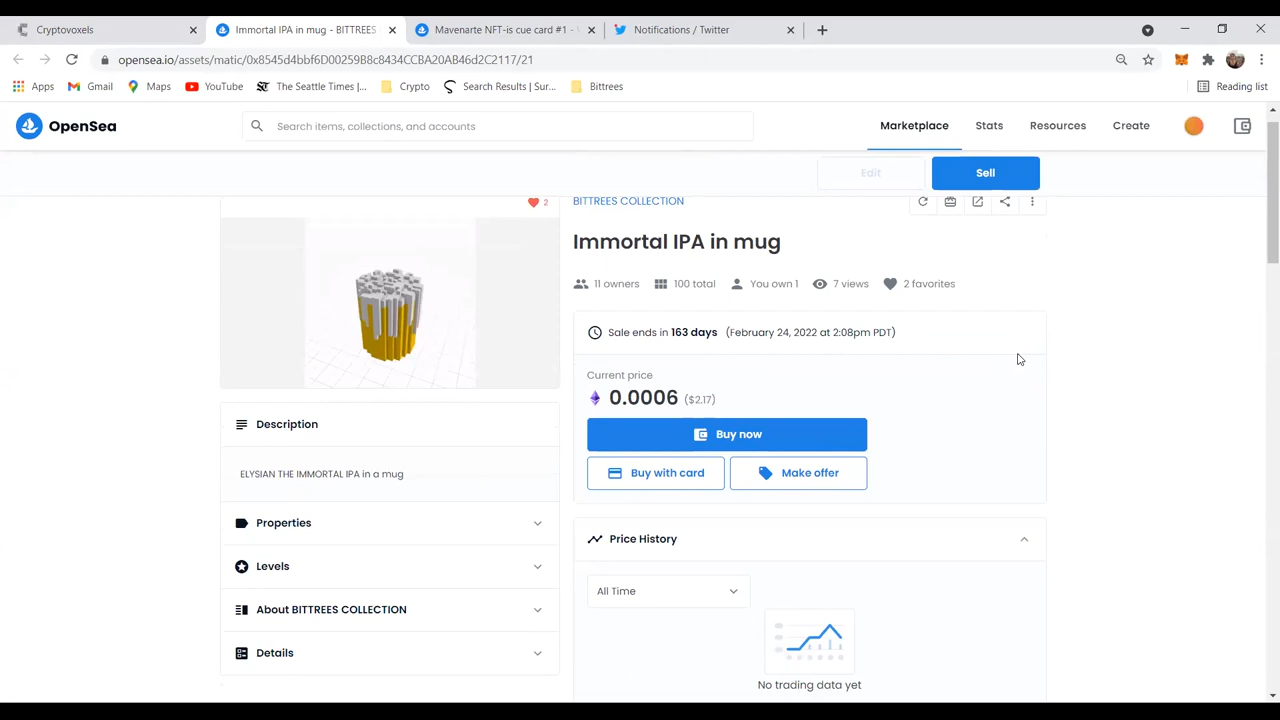 Cryptovoxels
Immortal IPA in mug - BITTREES
Mavenarte NFT-is cue card #1 -
Notifications / Twitter
opensea.io/assets/matic/0x8545d4bbf6D00259B8c8434CCBA20AB46d5C2117/21
Apps
Gmail
Maps
YouTube
The Seattle Times |...
Crypto
Search Results | Sur...
Bittrees
Reading list
OpenSea
Search items, collections, and accounts
Marketplace
Stats
Resources
Create
Edit
Sell
2
BITTREES COLLECTION
Immortal IPA in mug
11 owners
100 total
You own 1
7 views
2 favorites
Sale ends in 163 days (February 24, 2022 at 2:08pm PDT)
Current price
0.0006 ($2.17)
Buy now
Buy with card
Make offer
Description
ELYSIAN THE IMMORTAL IPA in a mug
Properties
Levels
About BITTREES COLLECTION
Details
Price History
All Time
No trading data yet